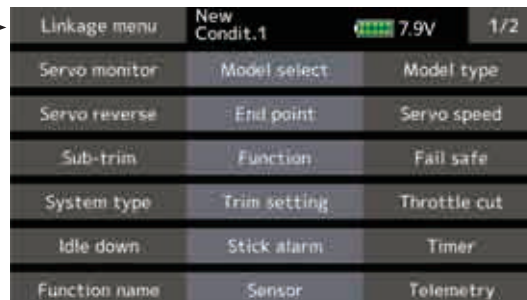 Linkage menu New Condit.1 7.9V 1/2
Servo monitor Model select Model type
Servo reverse End point Servo speed
Sub-trim Function Fail safe
System type Trim setting Throttle cut
Idle down Stick alarm Timer
Function name Sensor Telemetry